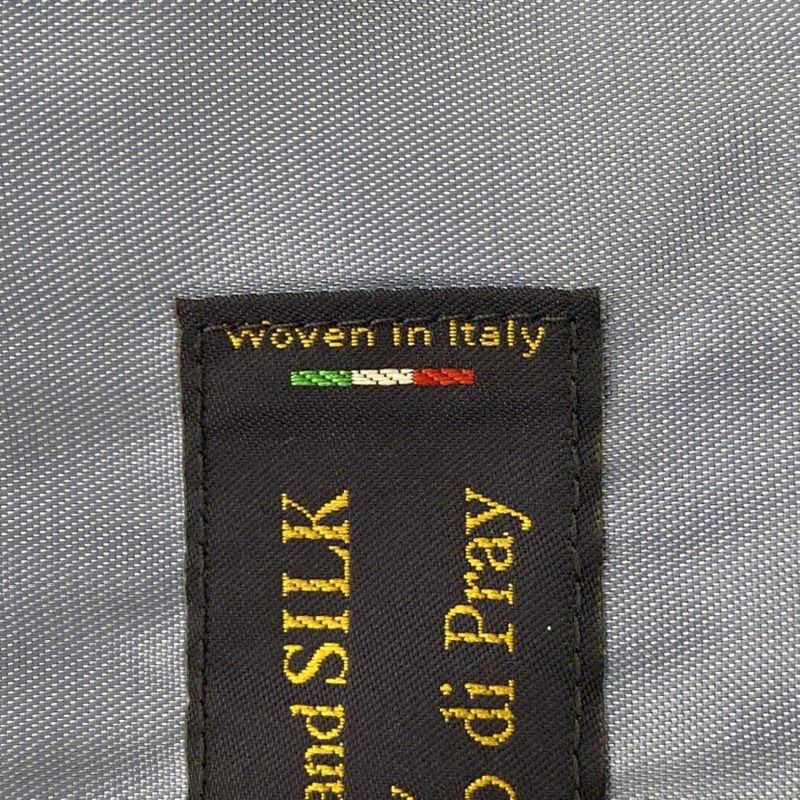 Woven in Italy
and SILK
di Pray